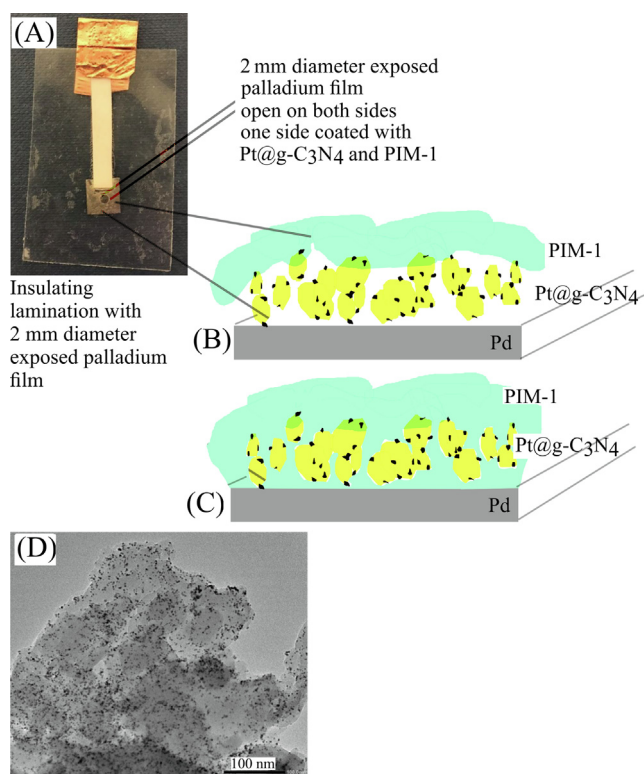 (A)
2 mm diameter exposed
palladium film
open on both sides
one side coated with
Pt@g-C3N4 and PIM-1
Insulating
lamination with
2 mm diameter
exposed palladium
film
PIM-1
Pt@g-C3N4
(B)
Pd
PIM-1
Pt@g-C3N4
(C)
Pd
(D)
100 nm